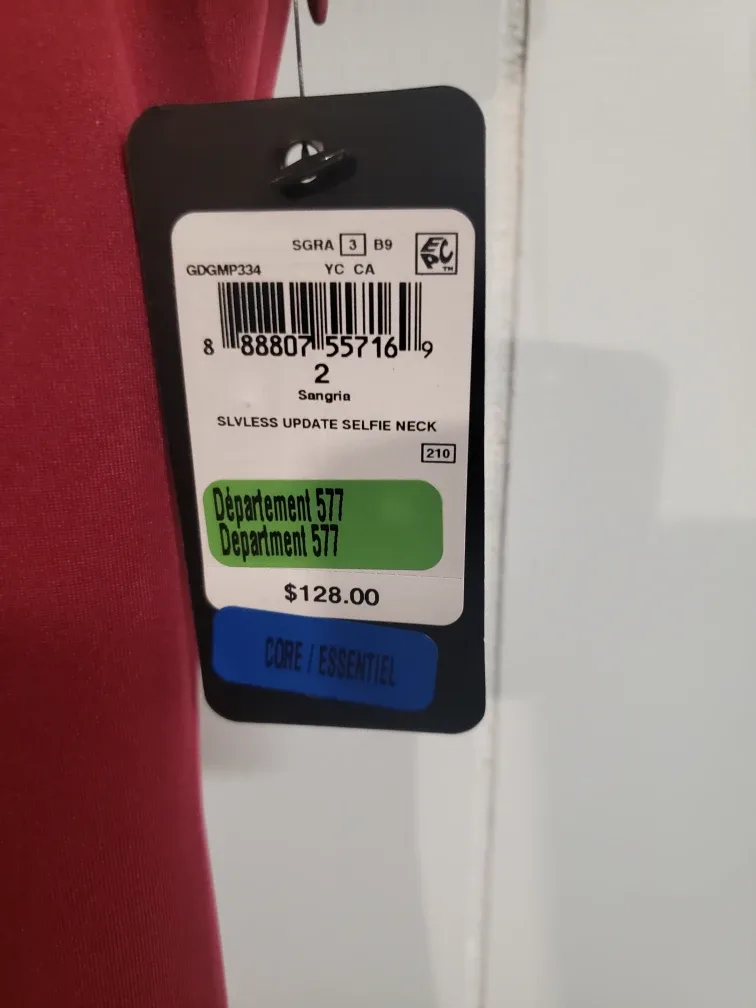 SGRA 3 B9
EPC™
GDGMP334 YC CA
8 88807 55716 9
2
Sangria
SLVLESS UPDATE SELFIE NECK
210
Département 577
Department 577
$128.00
CORE / ESSENTIEL